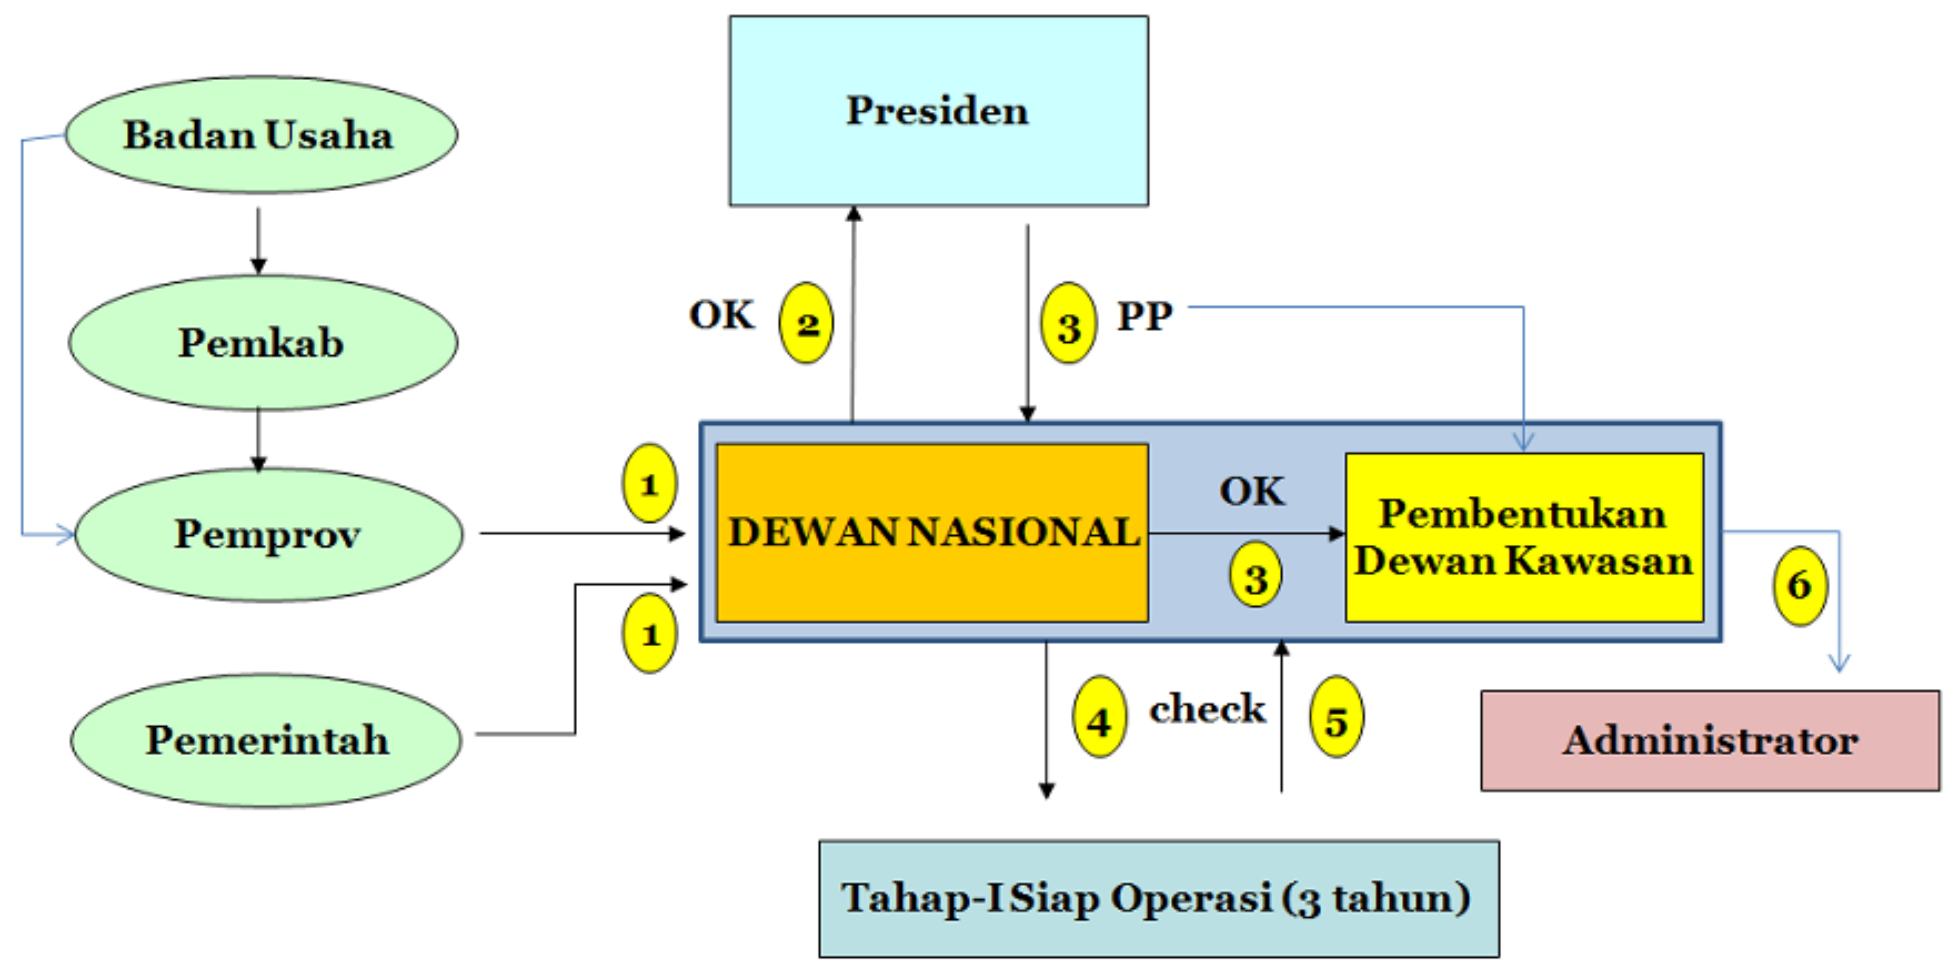 Presiden
Badan Usaha
Pemkab
OK 2
3 PP
Pemprov
1
DEWAN NASIONAL
OK
3
Pembentukan
Dewan Kawasan
6
1
Pemerintah
4 check 5
Administrator
Tahap-I Siap Operasi (3 tahun)